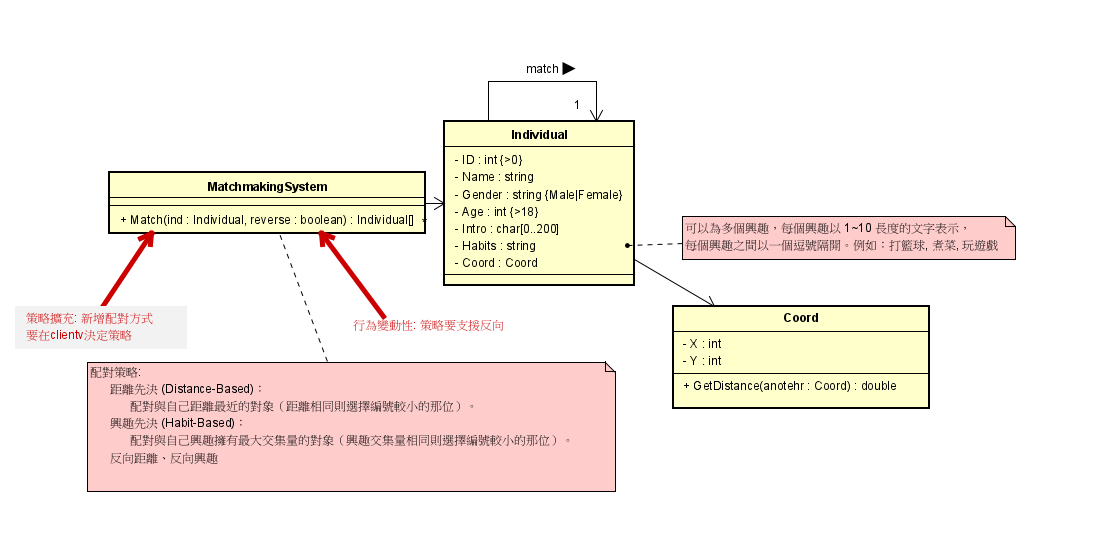 match ▶
1
Individual
- ID : int {>0}
- Name : string
- Gender : string {Male|Female}
- Age : int {>18}
- Intro : char[0..200]
- Habits : string
- Coord : Coord
MatchmakingSystem
+ Match(ind : Individual, reverse : boolean) : Individual[]
*
可以為多個興趣，每個興趣以 1~10 長度的文字表示，
每個興趣之間以一個逗號隔開。例如：打籃球, 煮菜, 玩遊戲
策略擴充: 新增配對方式
要在clientv決定策略
行為變動性: 策略要支援反向
Coord
- X : int
- Y : int
+ GetDistance(anotehr : Coord) : double
配對策略:
距離先決 (Distance-Based)：
配對與自己距離最近的對象（距離相同則選擇編號較小的那位）。
興趣先決 (Habit-Based)：
配對與自己興趣擁有最大交集量的對象（興趣交集量相同則選擇編號較小的那位）。
反向距離、反向興趣